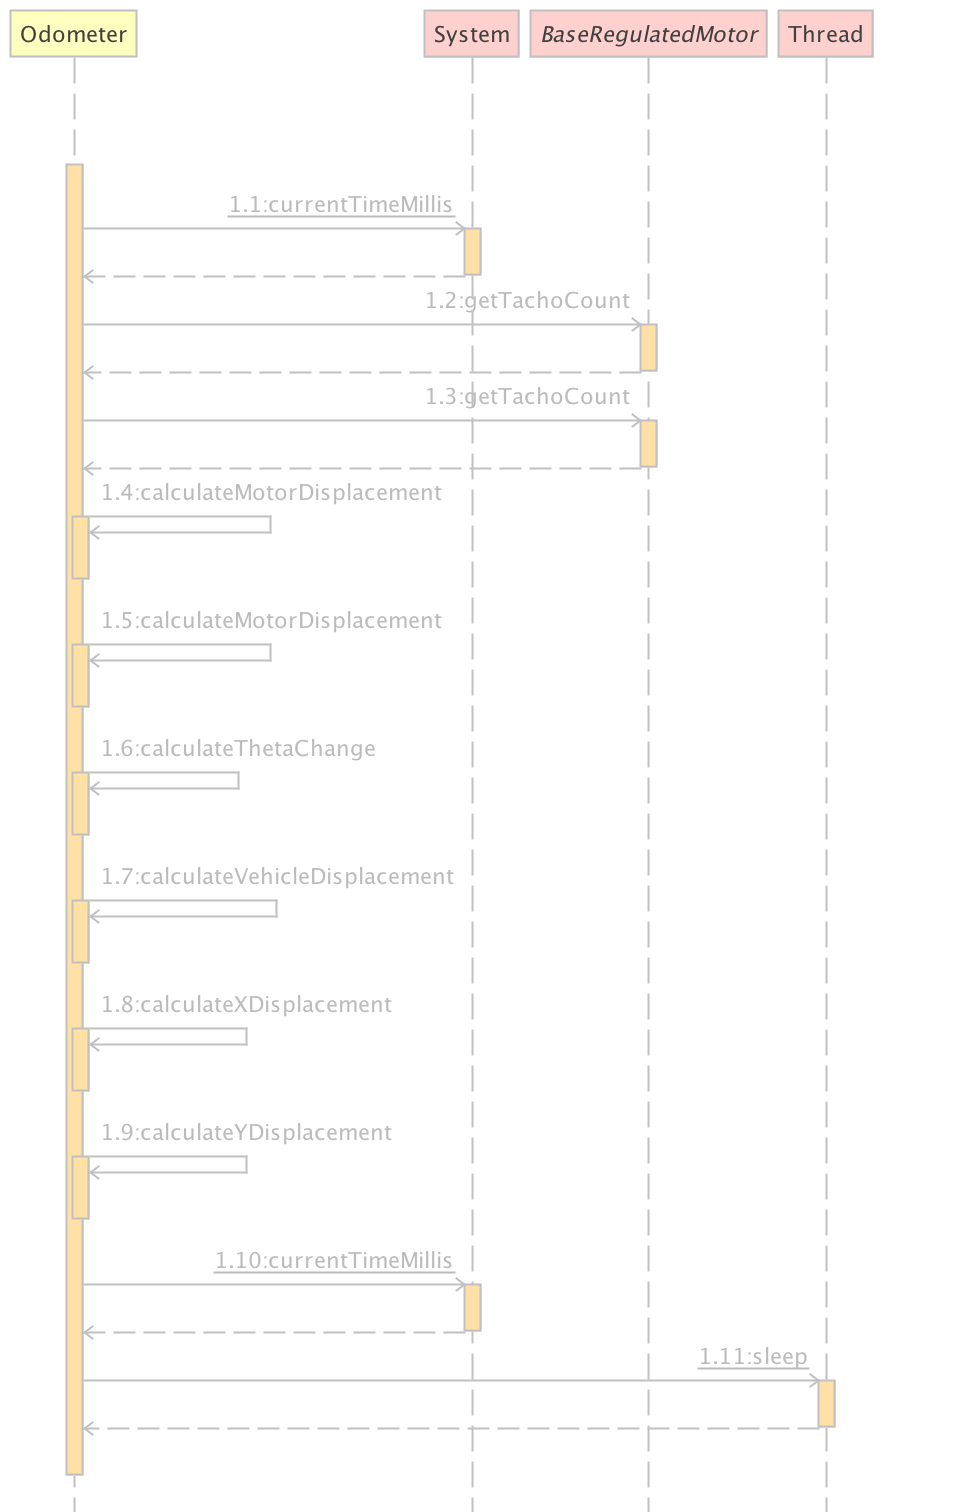 Odometer System BaseRegulatedMotor Thread
1.1:currentTimeMillis
1.2:getTachoCount
1.3:getTachoCount
1.4:calculateMotorDisplacement
1.5:calculateMotorDisplacement
1.6:calculateThetaChange
1.7:calculateVehicleDisplacement
1.8:calculateXDisplacement
1.9:calculateYDisplacement
1.10:currentTimeMillis
1.11:sleep